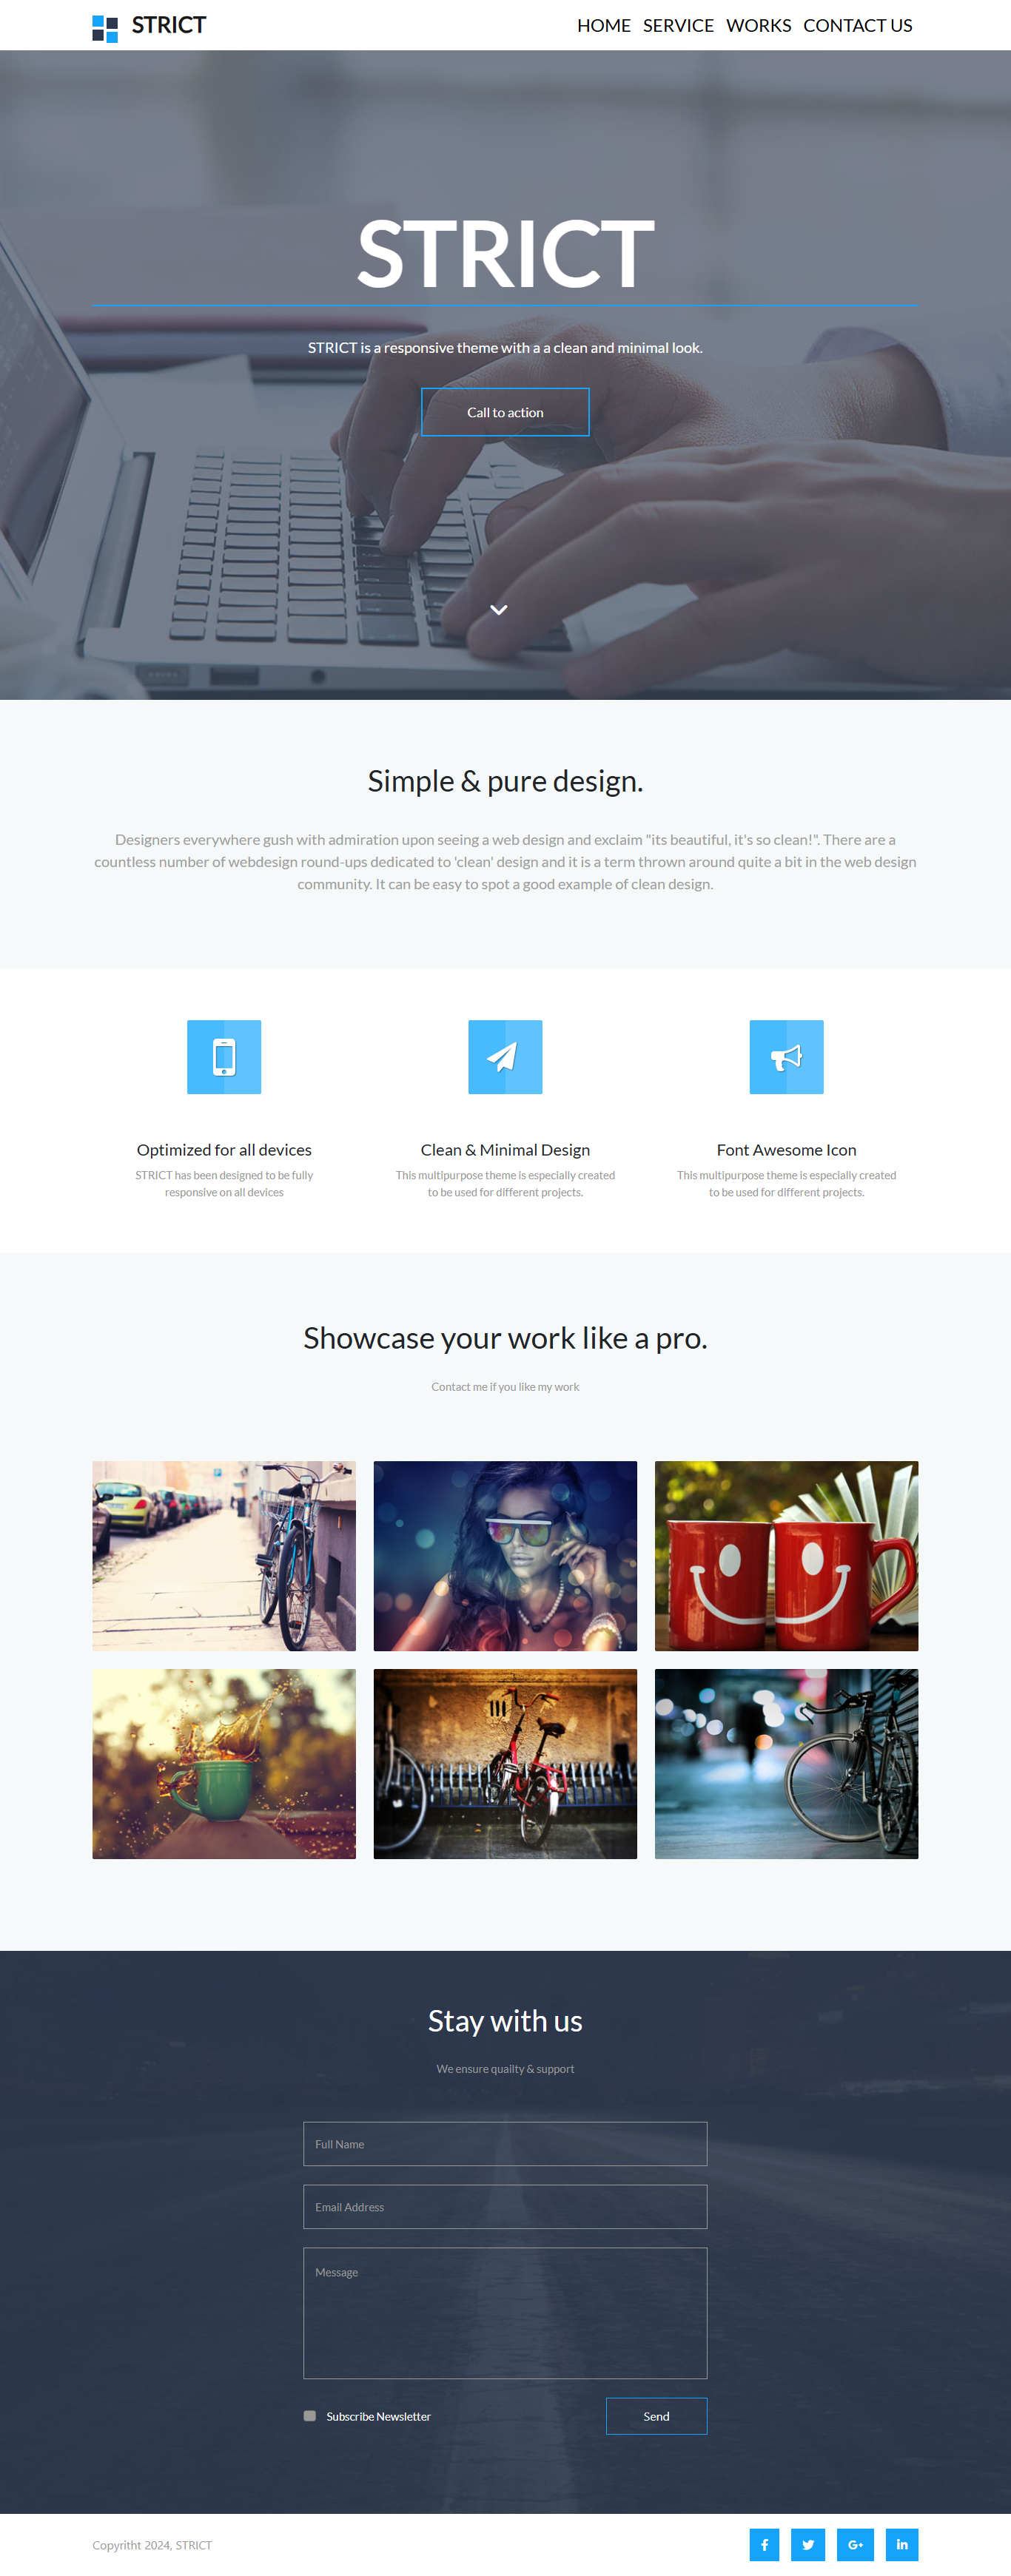 STRICT
HOME SERVICE WORKS CONTACT US
STRICT
STRICT is a responsive theme with a a clean and minimal look.
Call to action
Simple & pure design.
Designers everywhere gush with admiration upon seeing a web design and exclaim "its beautiful, it's so clean!". There are a
countless number of webdesign round-ups dedicated to 'clean' design and it is a term thrown around quite a bit in the web design
community. It can be easy to spot a good example of clean design.
Optimized for all devices
STRICT has been designed to be fully
responsive on all devices
Clean & Minimal Design
This multipurpose theme is especially created
to be used for different projects.
Font Awesome Icon
This multipurpose theme is especially created
to be used for different projects.
Showcase your work like a pro.
Contact me if you like my work
Stay with us
We ensure quailty & support
Full Name
Email Address
Message
Subscribe Newsletter
Send
Copyritht 2024, STRICT